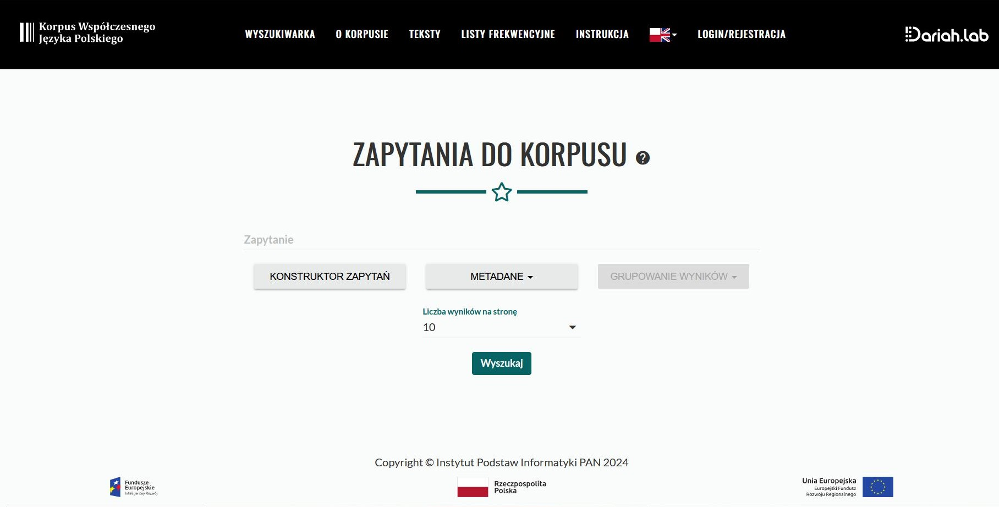 Korpus Współczesnego
Języka Polskiego
WYSZUKIWARKA
O KORPUSIE
TEKSTY
LISTY FREKWENCYJNE
INSTRUKCJA
LOGIN/REJESTRACJA
Dariah.lab
ZAPYTANIA DO KORPUSU ?
Zapytanie
KONSTRUKTOR ZAPYTAŃ
METADANE
GRUPOWANIE WYNIKÓW
Liczba wyników na stronę
10
Wyszukaj
Copyright © Instytut Podstaw Informatyki PAN 2024
Fundusze
Europejskie
Inteligentny Rozwój
Rzeczpospolita
Polska
Unia Europejska
Europejski Fundusz
Rozwoju Regionalnego